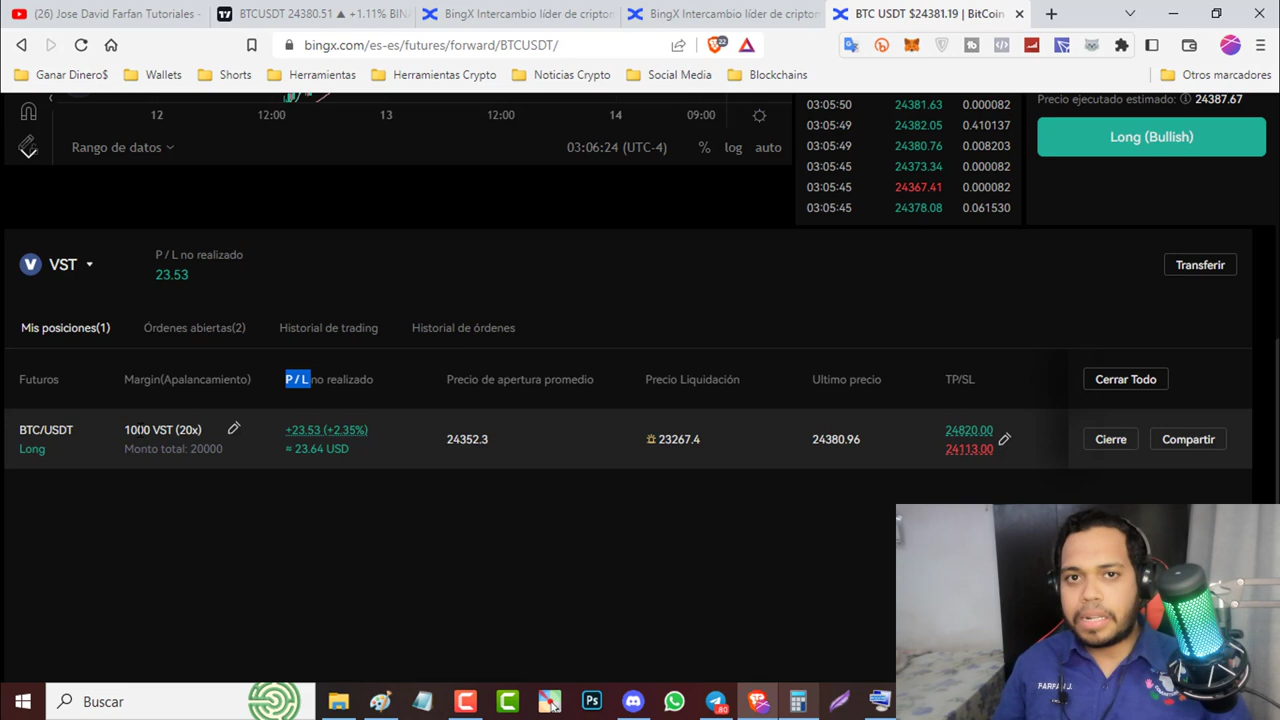 (26) Jose David Farfan Tutoriales -
BTCUSDT 24380.51 ▲ +1.11% BIN
BingX Intercambio líder de cripton
BingX Intercambio líder de cripton
BTC USDT $24381.19 | BitCoin
bingx.com/es-es/futures/forward/BTCUSDT/
22
Ganar Dinero$
Wallets
Shorts
Herramientas
Herramientas Crypto
Noticias Crypto
Social Media
Blockchains
Otros marcadores
12
12:00
13
12:00
14
09:00
Rango de datos
03:06:24 (UTC-4)
%
log
auto
03:05:50 24381.63 0.000082
03:05:49 24382.05 0.410137
03:05:49 24380.76 0.008203
03:05:45 24373.34 0.000082
03:05:45 24367.41 0.000082
03:05:45 24378.08 0.061530
Precio ejecutado estimado: 24387.67
Long (Bullish)
VST
P / L no realizado
23.53
Transferir
Mis posiciones(1)
Órdenes abiertas(2)
Historial de trading
Historial de órdenes
Futuros
Margin(Apalancamiento)
P / L no realizado
Precio de apertura promedio
Precio Liquidación
Ultimo precio
TP/SL
Cerrar Todo
BTC/USDT
Long
1000 VST (20x)
Monto total: 20000
+23.53 (+2.35%)
≈ 23.64 USD
24352.3
23267.4
24380.96
24820.00
24113.00
Cierre
Compartir
FARFAN J.
Buscar
Ps
80